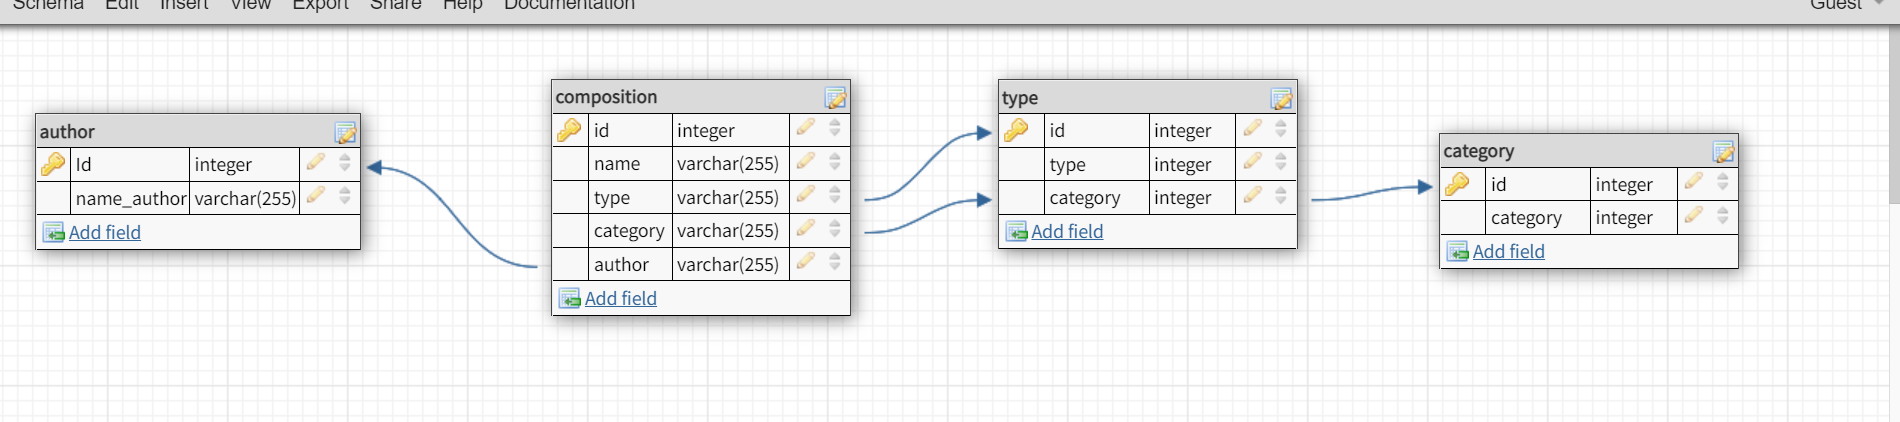 Schema Edit Insert View Export Share Help Documentation Guest
author
Id integer
name_author varchar(255)
Add field
composition
id integer
name varchar(255)
type varchar(255)
category varchar(255)
author varchar(255)
Add field
type
id integer
type integer
category integer
Add field
category
id integer
category integer
Add field